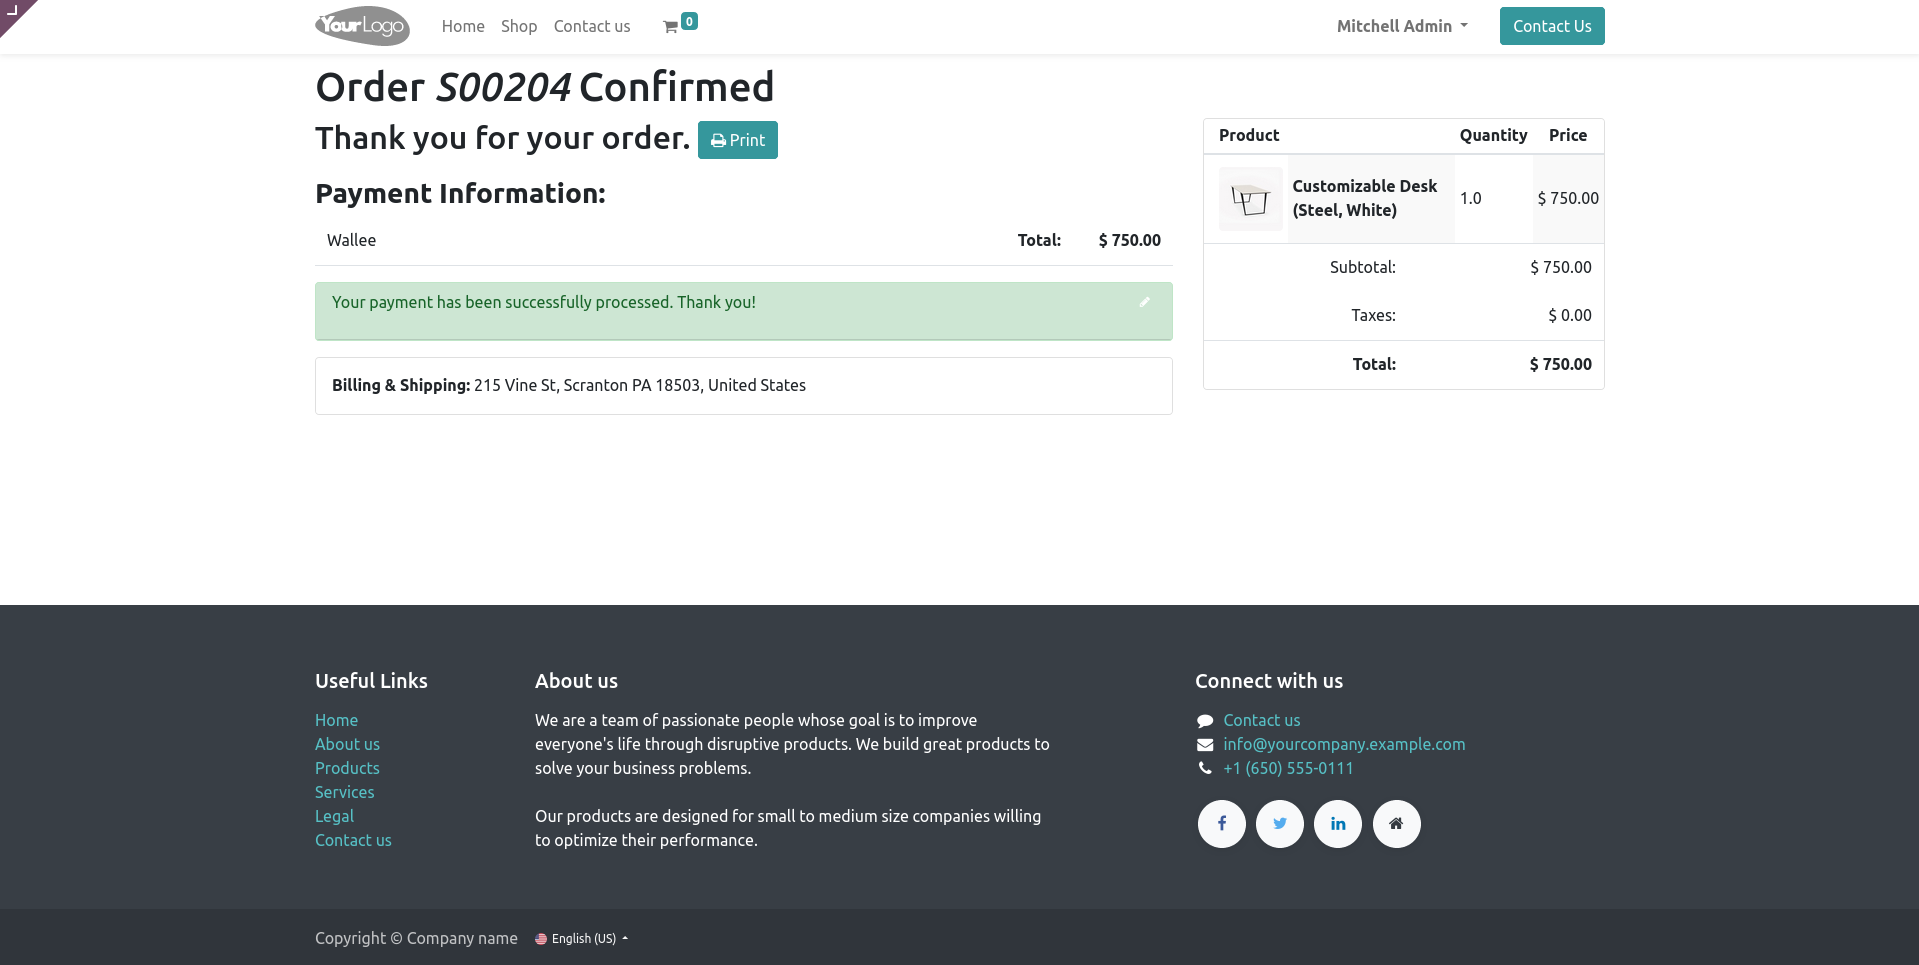 YourLogo
Home Shop Contact us 0
Mitchell Admin
Contact Us
Order S00204 Confirmed
Thank you for your order. Print
Payment Information:
Wallee Total: $ 750.00
Your payment has been successfully processed. Thank you!
Billing & Shipping: 215 Vine St, Scranton PA 18503, United States
Product Quantity Price
Customizable Desk
(Steel, White)
1.0 $ 750.00
Subtotal: $ 750.00
Taxes: $ 0.00
Total: $ 750.00
Useful Links
Home
About us
Products
Services
Legal
Contact us
About us
We are a team of passionate people whose goal is to improve
everyone's life through disruptive products. We build great products to
solve your business problems.
Our products are designed for small to medium size companies willing
to optimize their performance.
Connect with us
Contact us
info@yourcompany.example.com
+1 (650) 555-0111
Copyright © Company name English (US)